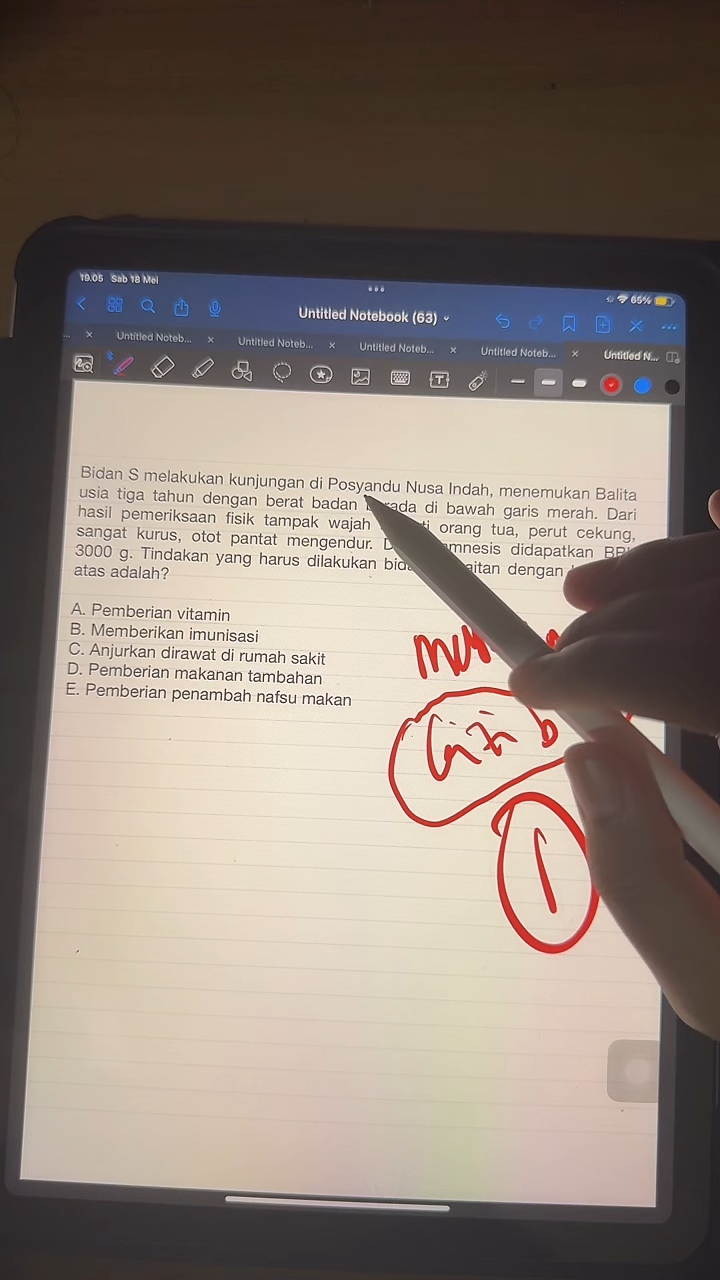 19.05 Sab 18 Mei
65%
Untitled Notebook (63)
Untitled Noteb... Untitled Noteb... Untitled Noteb... Untitled Noteb... Untitled N...
Bidan S melakukan kunjungan di Posyandu Nusa Indah, menemukan Balita
usia tiga tahun dengan berat badan di bawah garis merah. Dari
hasil pemeriksaan fisik tampak wajah orang tua, perut cekung,
sangat kurus, otot pantat mengendur. didapatkan
3000 g. Tindakan yang harus dilakukan dengan
atas adalah?
A. Pemberian vitamin
B. Memberikan imunisasi
C. Anjurkan dirawat di rumah sakit
D. Pemberian makanan tambahan
E. Pemberian penambah nafsu makan
Gizi b